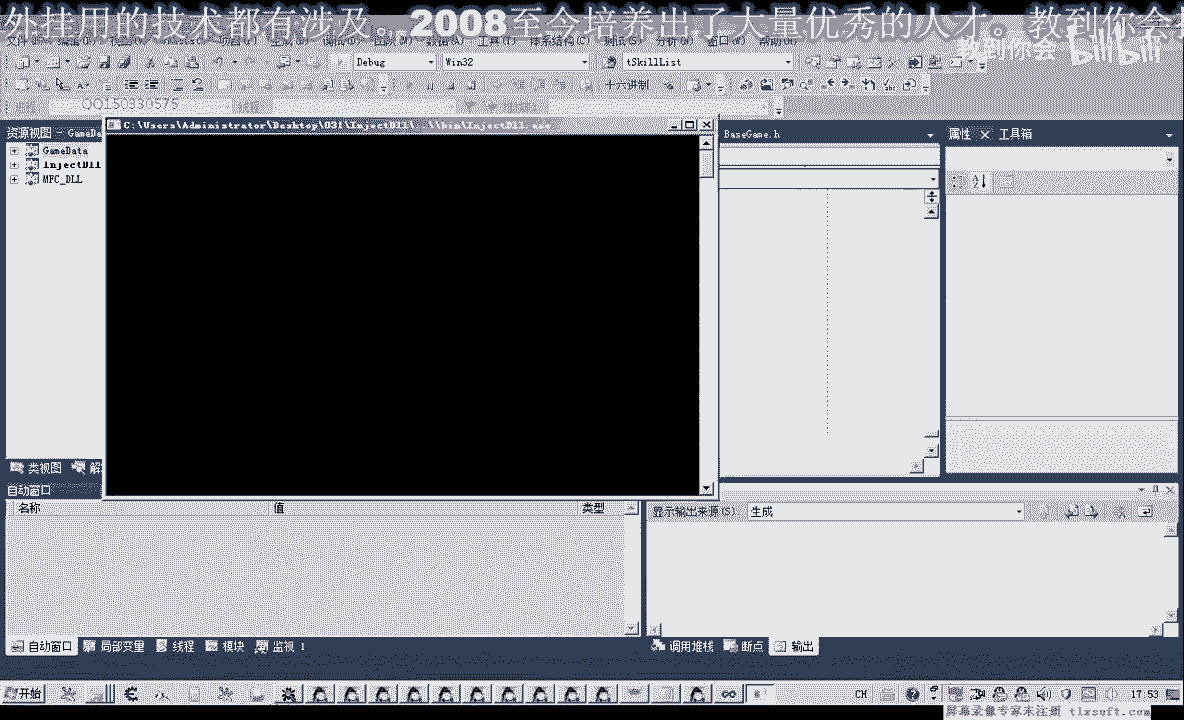 外挂用的技术都有涉及。 2008至今培养出了大量优秀的人才。教到你会
教到你会 bilibili
Debug Win32 tSkillList
十六进制
QQ150330575
资源视图 - GameDa
C:\Users\Administrator\Desktop\031\InjectDll\..\\bin\InjectDll.exe
BaseGame.h
属性 工具箱
GameData
InjectDll
MFC_DLL
类视图
自动窗口
名称 值 类型
显示输出来源(S) 生成
自动窗口 局部变量 线程 模块 监视 1
调用堆栈 断点 输出
开始 CH 17:53
屏幕录像专家未注册 tlxsoft.com